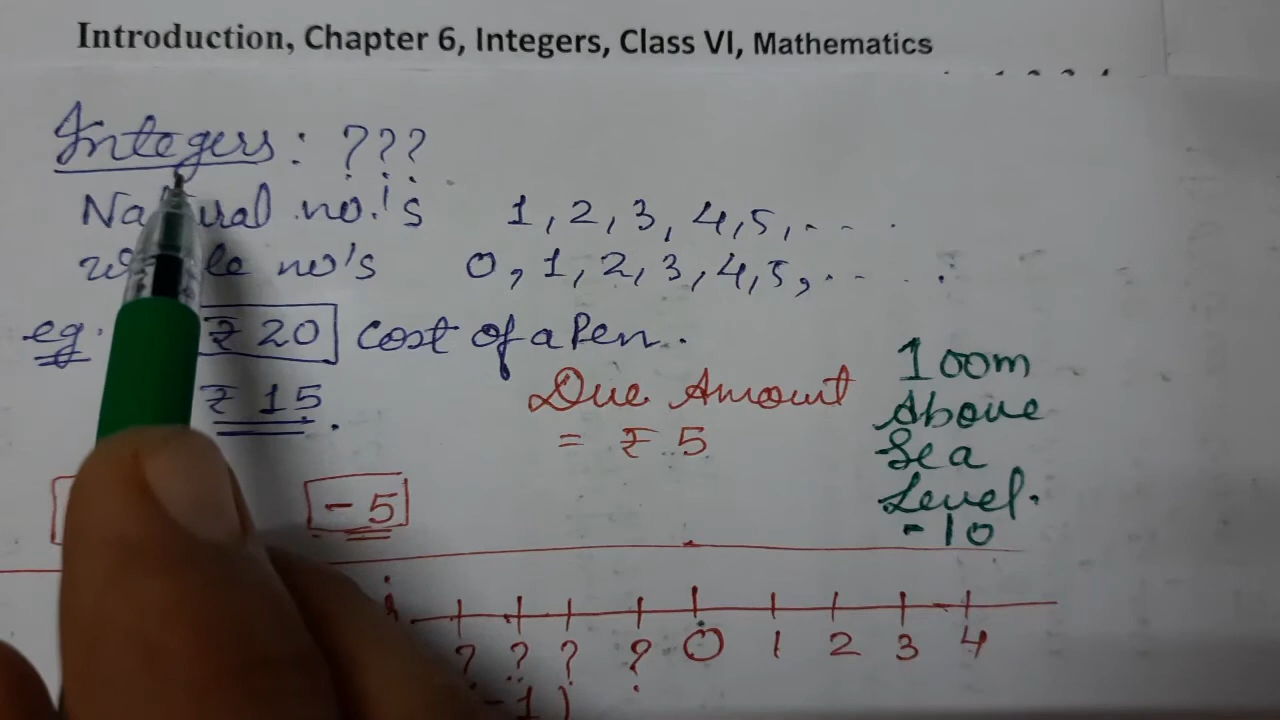 Introduction, Chapter 6, Integers, Class VI, Mathematics
Integers: ???
Natural no.'s 1, 2, 3, 4, 5, ....
no's 0, 1, 2, 3, 4, 5, ....
eg. ₹ 20 cost of a Pen.
₹ 15.
Due Amount
= ₹ 5
100m
Above
Sea
Level.
-10
-5
? ? ? ? 0 1 2 3 4
-1)